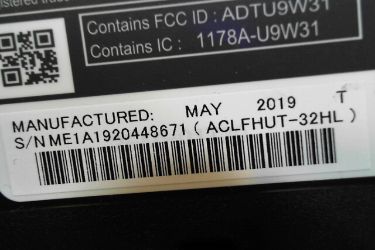 Contains FCC ID : ADTU9W31
Contains IC : 1178A-U9W31
MANUFACTURED: MAY 2019 T
S/N ME1A1920448671 ( ACLFHUT-32HL )